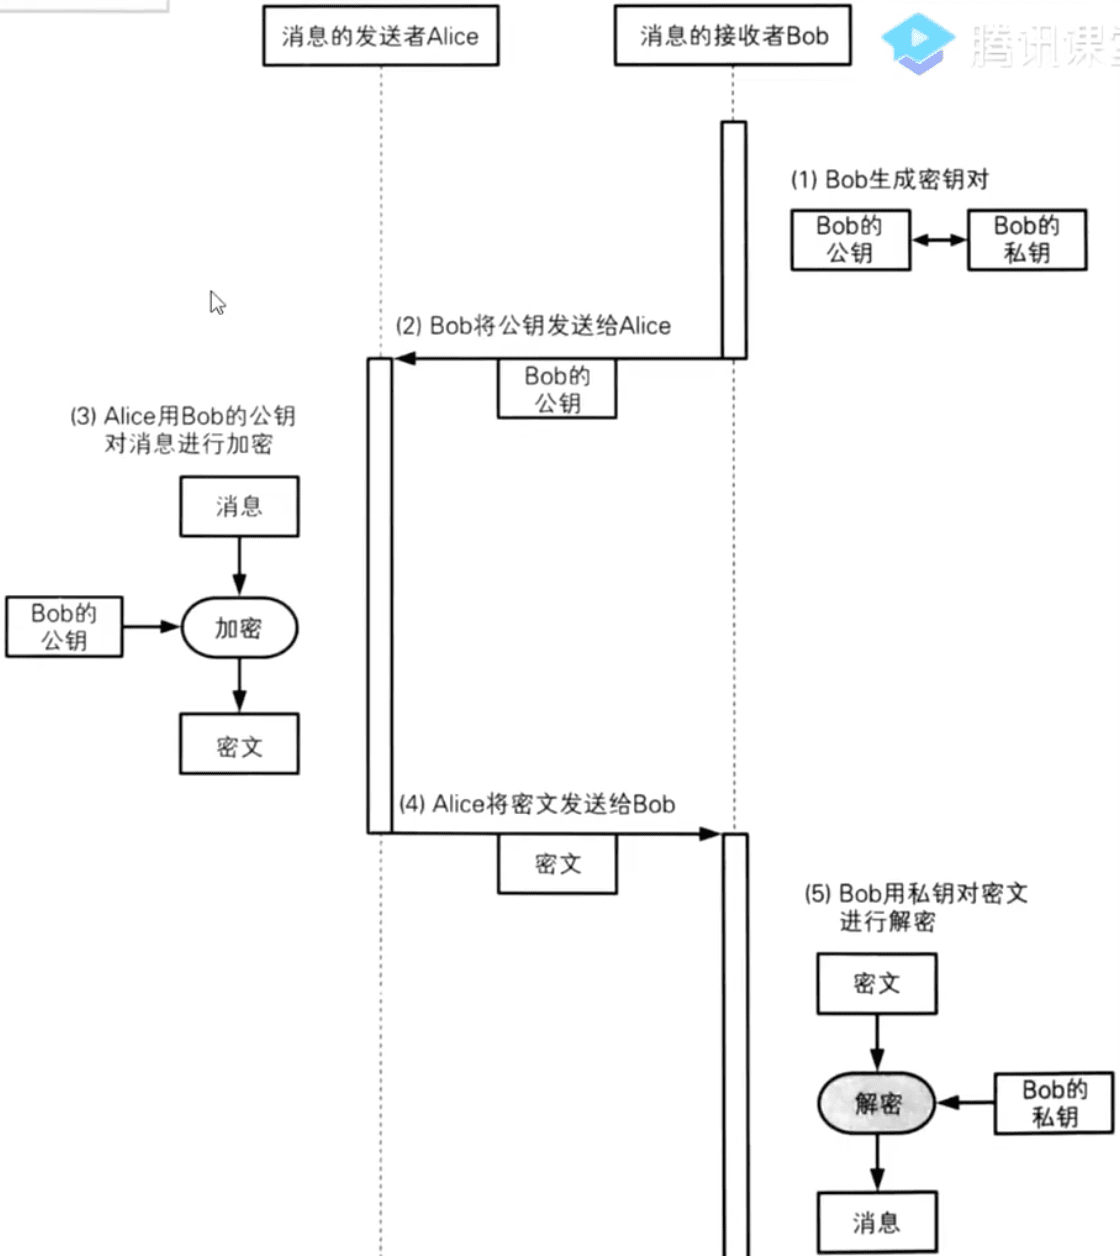 消息的发送者Alice
消息的接收者Bob
腾讯课堂
(1) Bob生成密钥对
Bob的
公钥
Bob的
私钥
(2) Bob将公钥发送给Alice
Bob的
公钥
(3) Alice用Bob的公钥
对消息进行加密
消息
Bob的
公钥
加密
密文
(4) Alice将密文发送给Bob
密文
(5) Bob用私钥对密文
进行解密
密文
解密
Bob的
私钥
消息